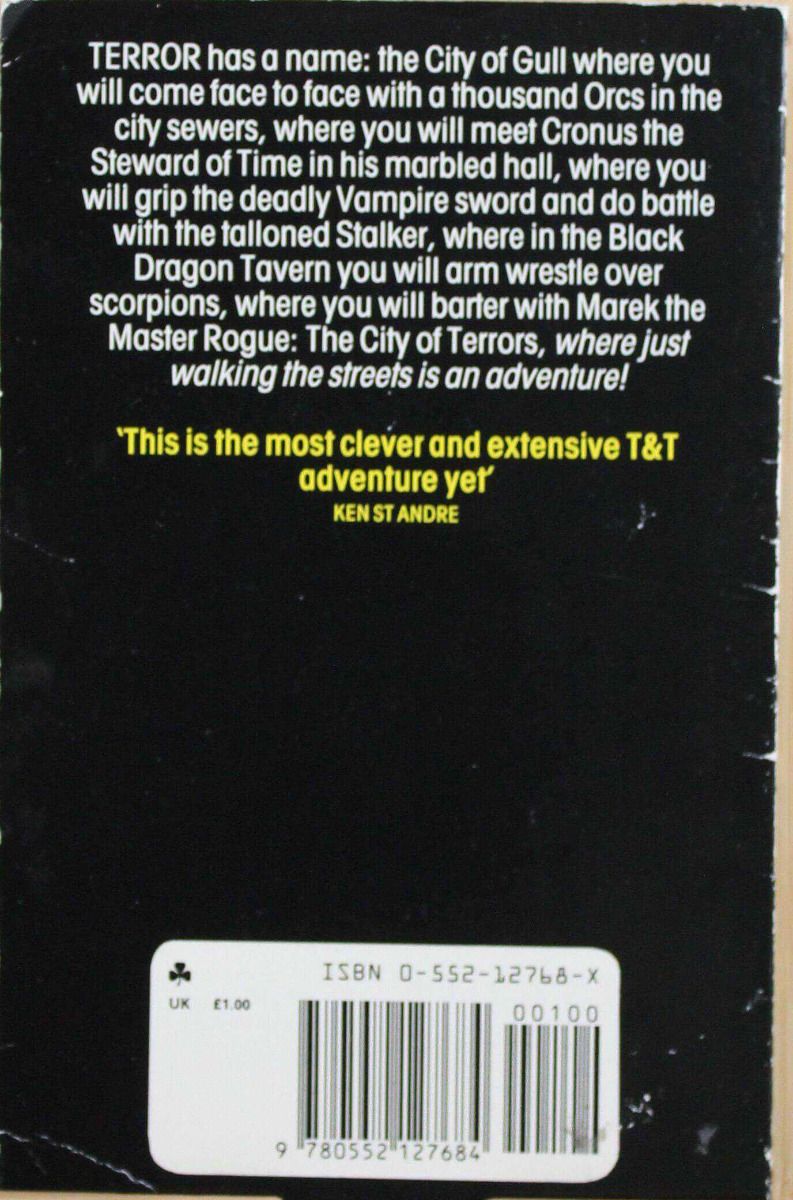 TERROR has a name: the City of Gull where you
will come face to face with a thousand Orcs in the
city sewers, where you will meet Cronus the
Steward of Time in his marbled hall, where you
will grip the deadly Vampire sword and do battle
with the talloned Stalker, where in the Black
Dragon Tavern you will arm wrestle over
scorpions, where you will barter with Marek the
Master Rogue: The City of Terrors, where just
walking the streets is an adventure!
'This is the most clever and extensive T&T
adventure yet'
KEN ST ANDRE
ISBN 0-552-12768-X
UK £1.00
00100
9 780552 127684